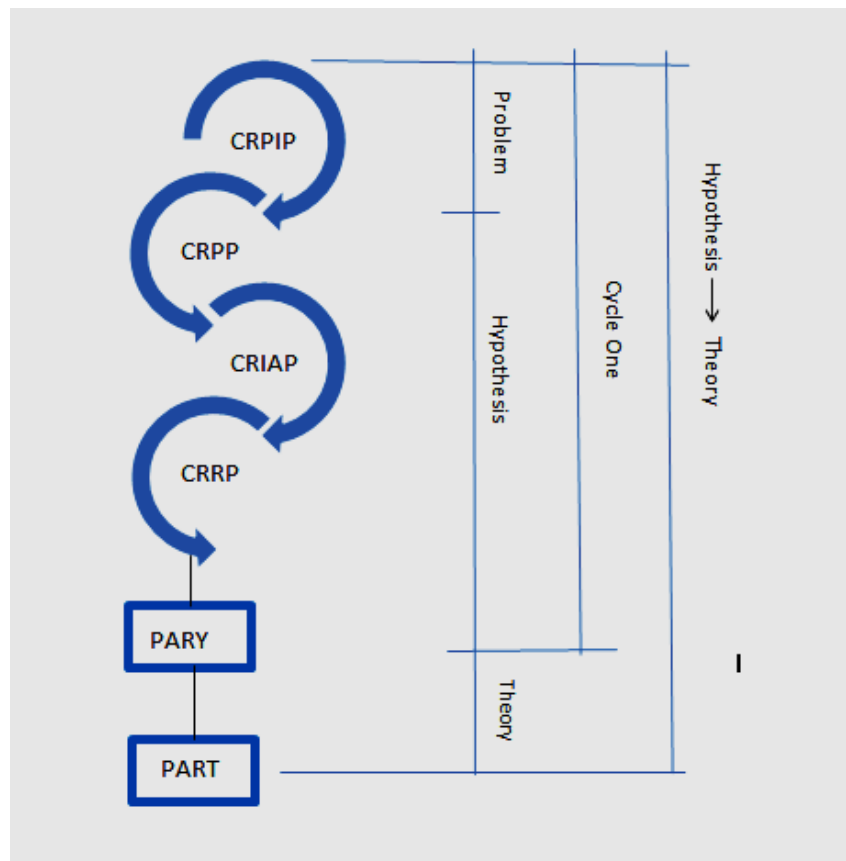 CRPIP
CRPP
CRIAP
CRRP
PARY
PART
Problem
Hypothesis
Theory
Cycle One
Hypothesis → Theory
I